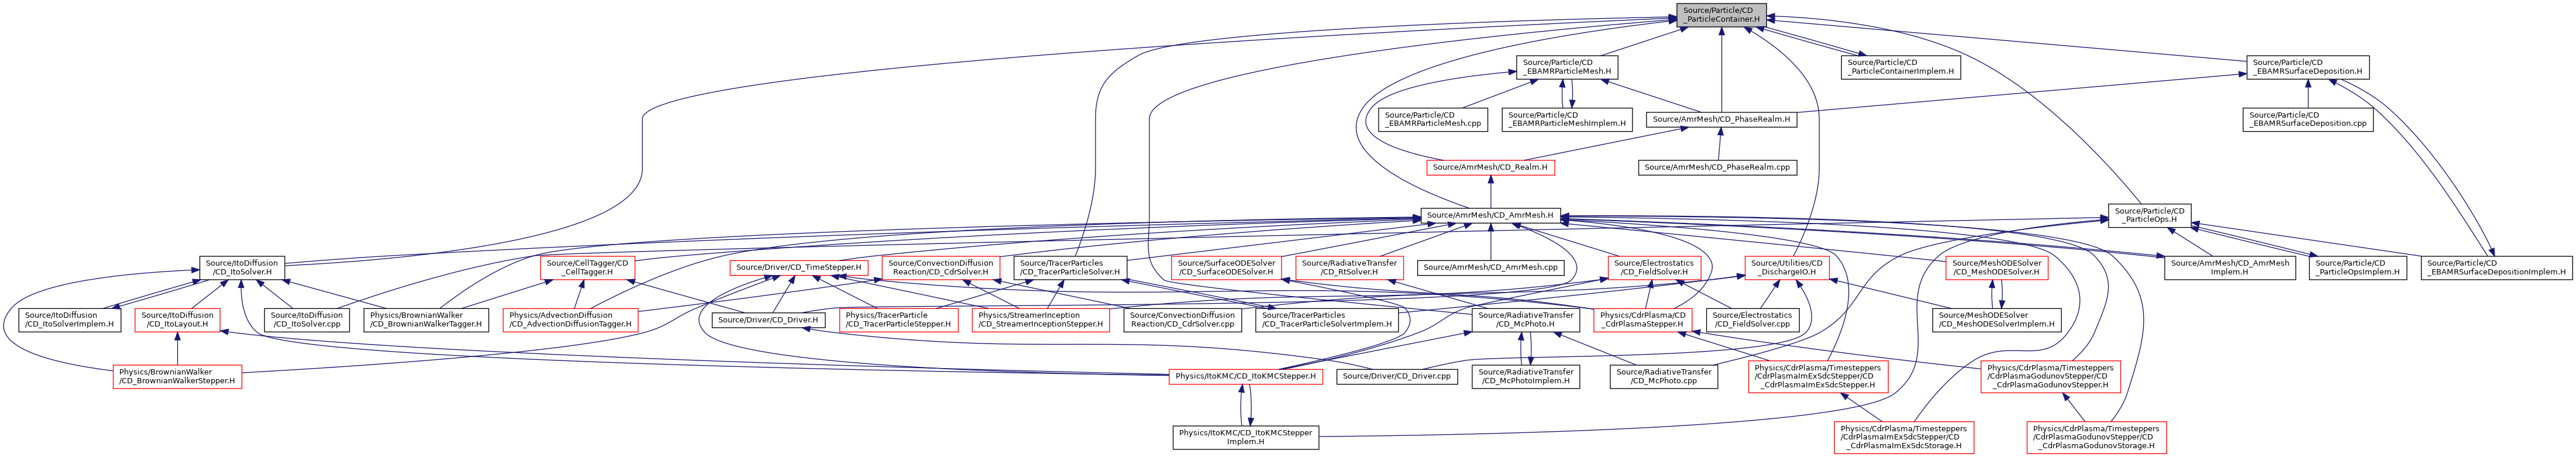 Source/Particle/CD
_ParticleContainer.H
Source/Particle/CD
_EBAMRParticleMesh.H
Source/Particle/CD
_ParticleContainerImplem.H
Source/Particle/CD
_EBAMRSurfaceDeposition.H
Source/Particle/CD
_EBAMRParticleMesh.cpp
Source/Particle/CD
_EBAMRParticleMeshImplem.H
Source/AmrMesh/CD_PhaseRealm.H
Source/Particle/CD
_EBAMRSurfaceDeposition.cpp
Source/AmrMesh/CD_Realm.H
Source/AmrMesh/CD_PhaseRealm.cpp
Source/AmrMesh/CD_AmrMesh.H
Source/Particle/CD
_ParticleOps.H
Source/ItoDiffusion
/CD_ItoSolver.H
Source/CellTagger/CD
_CellTagger.H
Source/Driver/CD_TimeStepper.H
Source/ConvectionDiffusion
Reaction/CD_CdrSolver.H
Source/TracerParticles
/CD_TracerParticleSolver.H
Source/SurfaceODESolver
/CD_SurfaceODESolver.H
Source/RadiativeTransfer
/CD_RtSolver.H
Source/AmrMesh/CD_AmrMesh.cpp
Source/Electrostatics
/CD_FieldSolver.H
Source/Utilities/CD
_DischargeIO.H
Source/MeshODESolver
/CD_MeshODESolver.H
Source/AmrMesh/CD_AmrMesh
Implem.H
Source/Particle/CD
_ParticleOpsImplem.H
Source/Particle/CD
_EBAMRSurfaceDepositionImplem.H
Source/ItoDiffusion
/CD_ItoSolverImplem.H
Source/ItoDiffusion
/CD_ItoLayout.H
Source/ItoDiffusion
/CD_ItoSolver.cpp
Physics/BrownianWalker
/CD_BrownianWalkerTagger.H
Physics/AdvectionDiffusion
/CD_AdvectionDiffusionTagger.H
Source/Driver/CD_Driver.H
Physics/TracerParticle
/CD_TracerParticleStepper.H
Physics/StreamerInception
/CD_StreamerInceptionStepper.H
Source/ConvectionDiffusion
Reaction/CD_CdrSolver.cpp
Source/TracerParticles
/CD_TracerParticleSolverImplem.H
Source/RadiativeTransfer
/CD_McPhoto.H
Physics/CdrPlasma/CD
_CdrPlasmaStepper.H
Source/Electrostatics
/CD_FieldSolver.cpp
Source/MeshODESolver
/CD_MeshODESolverImplem.H
Physics/BrownianWalker
/CD_BrownianWalkerStepper.H
Physics/ItoKMC/CD_ItoKMCStepper.H
Source/Driver/CD_Driver.cpp
Source/RadiativeTransfer
/CD_McPhotoImplem.H
Source/RadiativeTransfer
/CD_McPhoto.cpp
Physics/CdrPlasma/Timesteppers
/CdrPlasmaImExSdcStepper/CD
_CdrPlasmaImExSdcStepper.H
Physics/CdrPlasma/Timesteppers
/CdrPlasmaGodunovStepper/CD
_CdrPlasmaGodunovStepper.H
Physics/ItoKMC/CD_ItoKMCStepper
Implem.H
Physics/CdrPlasma/Timesteppers
/CdrPlasmaImExSdcStepper/CD
_CdrPlasmaImExSdcStorage.H
Physics/CdrPlasma/Timesteppers
/CdrPlasmaGodunovStepper/CD
_CdrPlasmaGodunovStorage.H